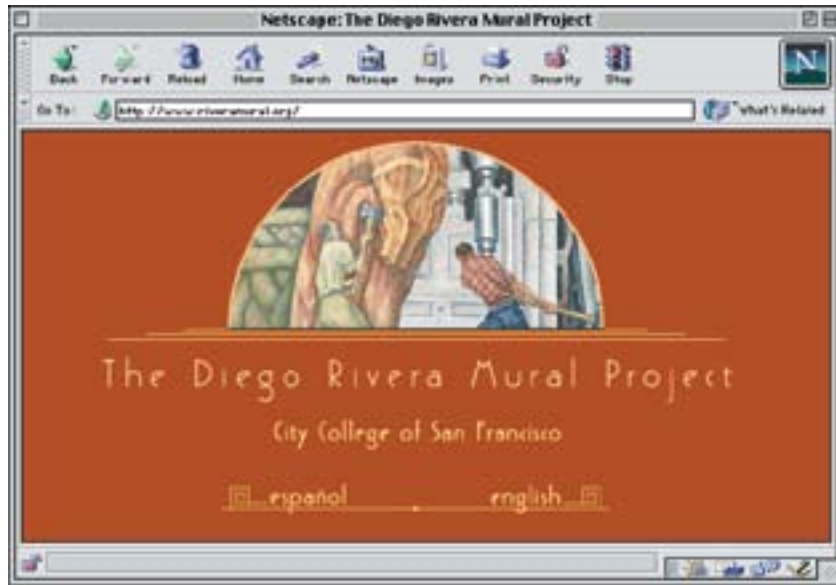 Netscape: The Diego Rivera Mural Project
Back Forward Reload Home Search Netscape Images Print Security Stop
N
Go To: http://www.riveramural.org/ What's Related
The Diego Rivera Mural Project
City College of San Francisco
español english